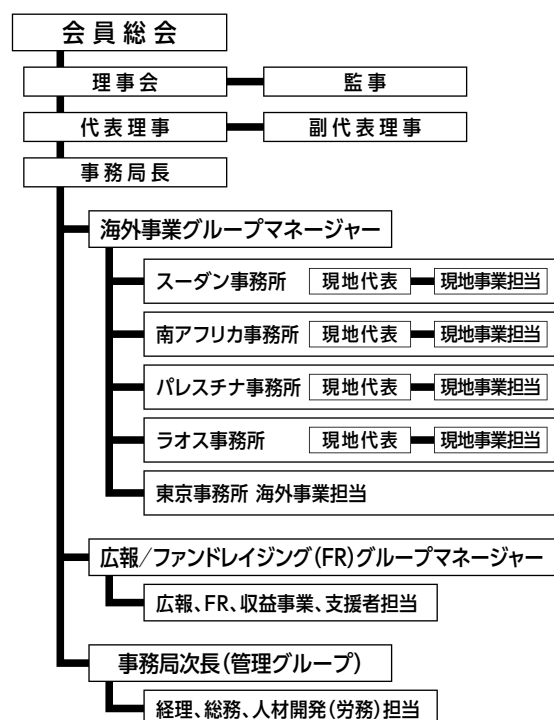 会員総会
理事会 監事
代表理事 副代表理事
事務局長
海外事業グループマネージャー
スーダン事務所 現地代表 現地事業担当
南アフリカ事務所 現地代表 現地事業担当
パレスチナ事務所 現地代表 現地事業担当
ラオス事務所 現地代表 現地事業担当
東京事務所 海外事業担当
広報/ファンドレイジング(FR)グループマネージャー
広報、FR、収益事業、支援者担当
事務局次長(管理グループ)
経理、総務、人材開発(労務)担当